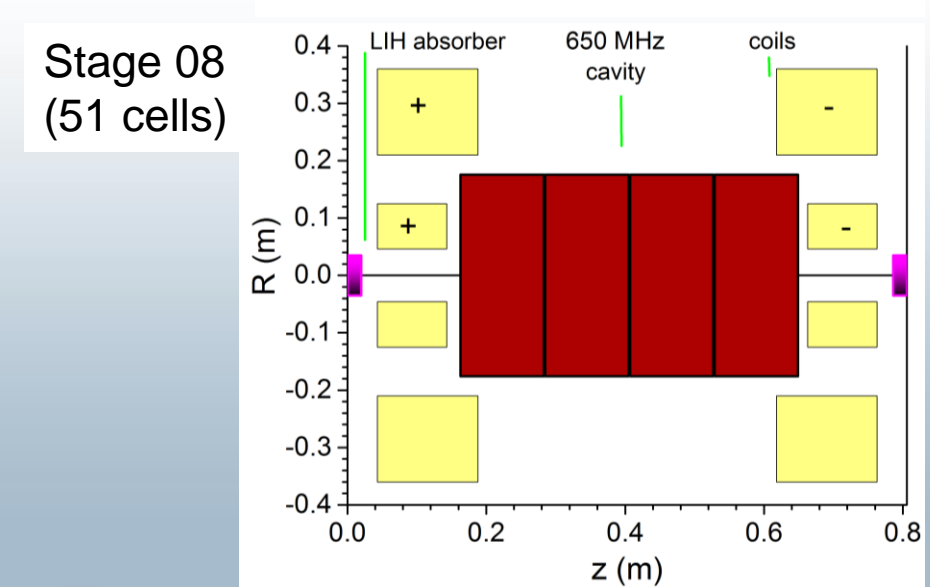 Stage 08
(51 cells)
LIH absorber
650 MHz
cavity
coils
0.4
0.3
0.2
0.1
0.0
-0.1
-0.2
-0.3
-0.4
R (m)
+
-
+
-
0.0
0.2
0.4
0.6
0.8
z (m)